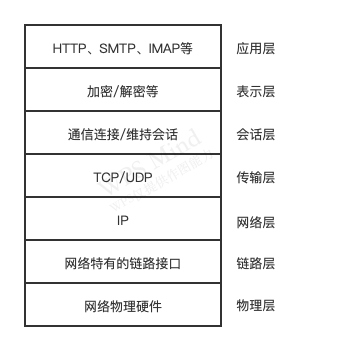 HTTP、SMTP、IMAP等 应用层
加密/解密等 表示层
通信连接/维持会话 会话层
TCP/UDP 传输层
IP 网络层
网络特有的链路接口 链路层
网络物理硬件 物理层
WPS Mind